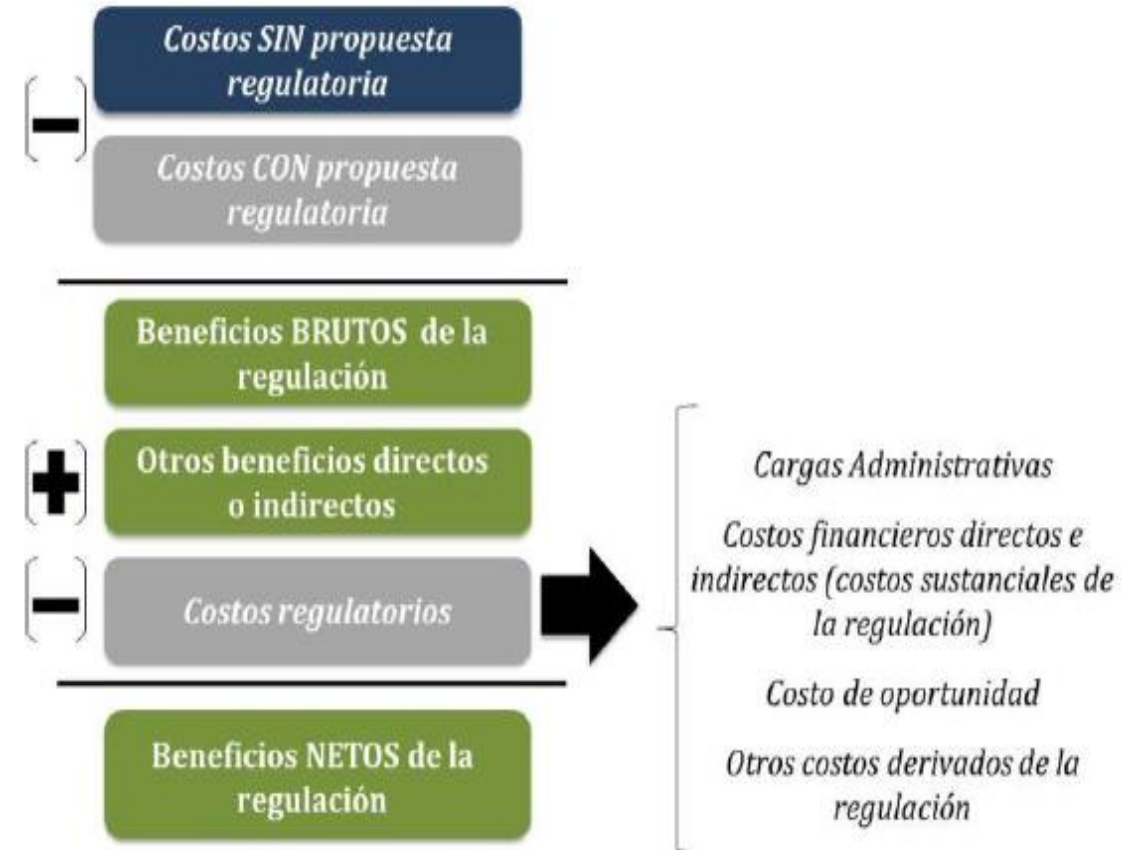 Costos SIN propuesta
regulatoria
Costos CON propuesta
regulatoria
Beneficios BRUTOS de la
regulación
Otros beneficios directos
o indirectos
Costos regulatorios
Beneficios NETOS de la
regulación
Cargas Administrativas
Costos financieros directos e
indirectos (costos sustanciales de
la regulación)
Costo de oportunidad
Otros costos derivados de la
regulación